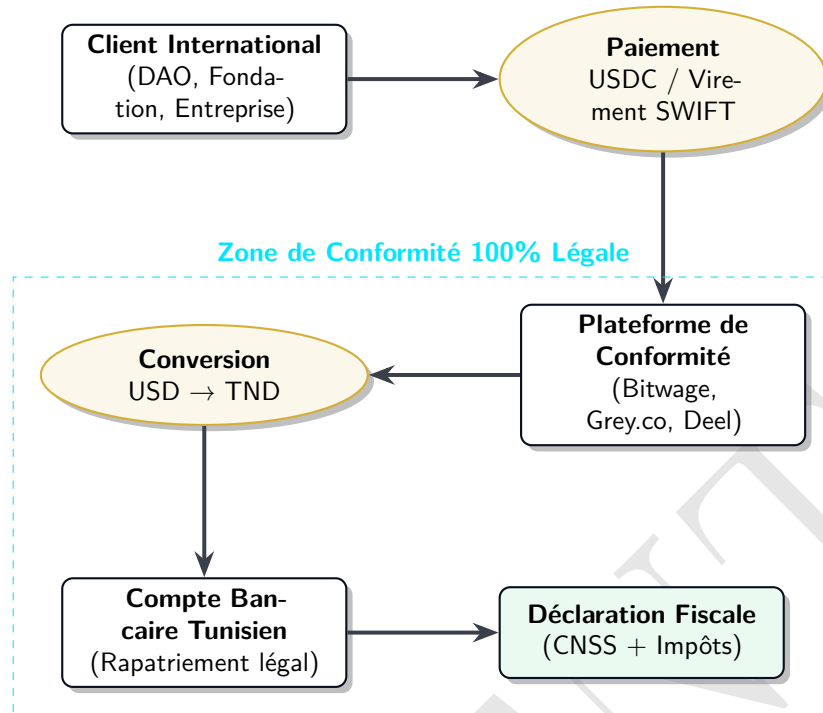 Client International
(DAO, Fonda-
tion, Entreprise)
Paiement
USDC / Vire-
ment SWIFT
Zone de Conformité 100% Légale
Plateforme de
Conformité
(Bitwage,
Grey.co, Deel)
Conversion
USD → TND
Compte Ban-
caire Tunisien
(Rapatriement légal)
Déclaration Fiscale
(CNSS + Impôts)